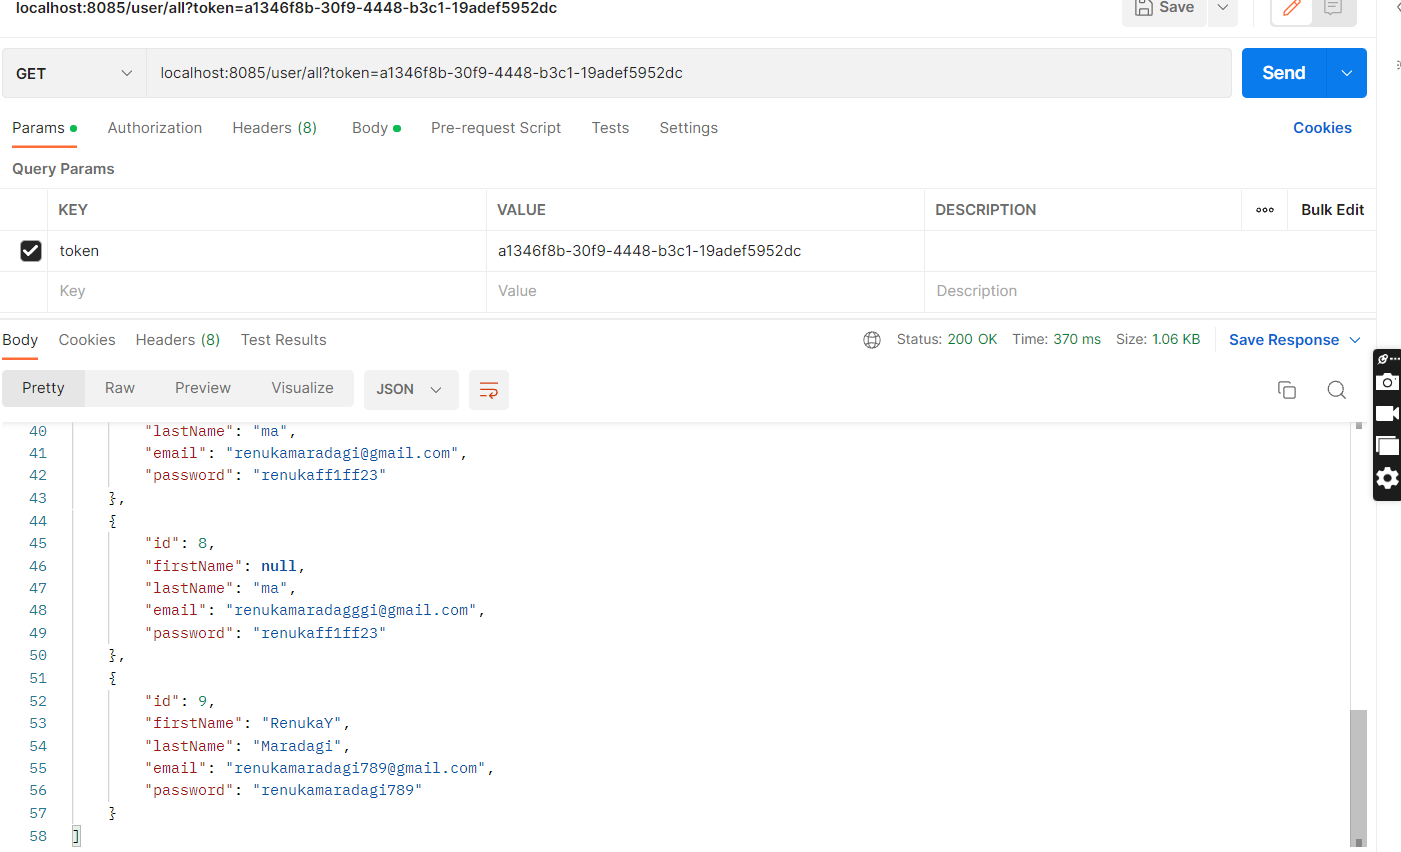 localhost:8085/user/all?token=a1346f8b-30f9-4448-b3c1-19adef5952dc Save
GET localhost:8085/user/all?token=a1346f8b-30f9-4448-b3c1-19adef5952dc Send
Params Authorization Headers (8) Body Pre-request Script Tests Settings Cookies
Query Params
KEY VALUE DESCRIPTION Bulk Edit
token a1346f8b-30f9-4448-b3c1-19adef5952dc
Key Value Description
Body Cookies Headers (8) Test Results Status: 200 OK Time: 370 ms Size: 1.06 KB Save Response
Pretty Raw Preview Visualize JSON
40 "lastName": "ma",
41 "email": "renukamaradagi@gmail.com",
42 "password": "renukaff1ff23"
43 },
44 {
45 "id": 8,
46 "firstName": null,
47 "lastName": "ma",
48 "email": "renukamaradagggi@gmail.com",
49 "password": "renukaff1ff23"
50 },
51 {
52 "id": 9,
53 "firstName": "RenukaY",
54 "lastName": "Maradagi",
55 "email": "renukamaradagi789@gmail.com",
56 "password": "renukamaradagi789"
57 }
58 ]